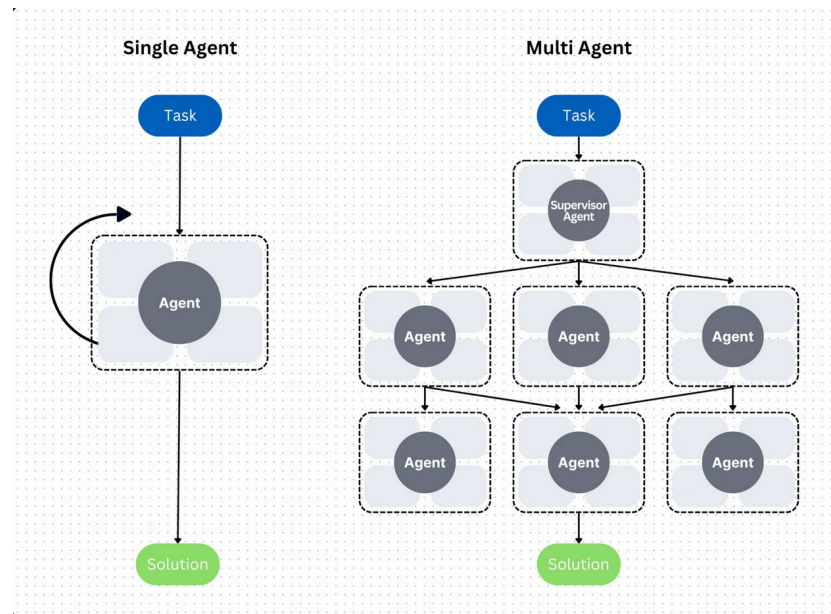 Single Agent
Multi Agent
Task
Task
Supervisor
Agent
Agent
Agent
Agent
Agent
Agent
Agent
Agent
Solution
Solution